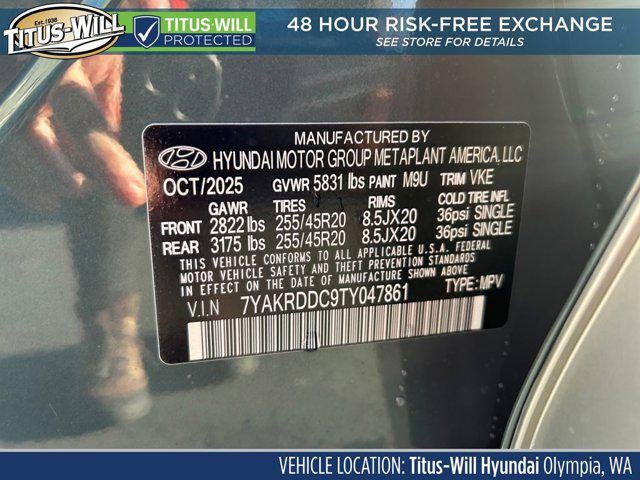 Est. 1938
TITUS-WILL
TITUS-WILL
PROTECTED
48 HOUR RISK-FREE EXCHANGE
SEE STORE FOR DETAILS
MANUFACTURED BY
HYUNDAI MOTOR GROUP METAPLANT AMERICA, LLC
OCT/2025 GVWR 5831 lbs PAINT M9U TRIM VKE
GAWR TIRES RIMS COLD TIRE INFL
FRONT 2822 lbs 255/45R20 8.5JX20 36psi SINGLE
REAR 3175 lbs 255/45R20 8.5JX20 36psi SINGLE
THIS VEHICLE CONFORMS TO ALL APPLICABLE U.S.A. FEDERAL
MOTOR VEHICLE SAFETY AND THEFT PREVENTION STANDARDS
IN EFFECT ON THE DATE OF MANUFACTURE SHOWN ABOVE.
V.I.N 7YAKRDDC9TY047861 TYPE: MPV
VEHICLE LOCATION: Titus-Will Hyundai Olympia, WA